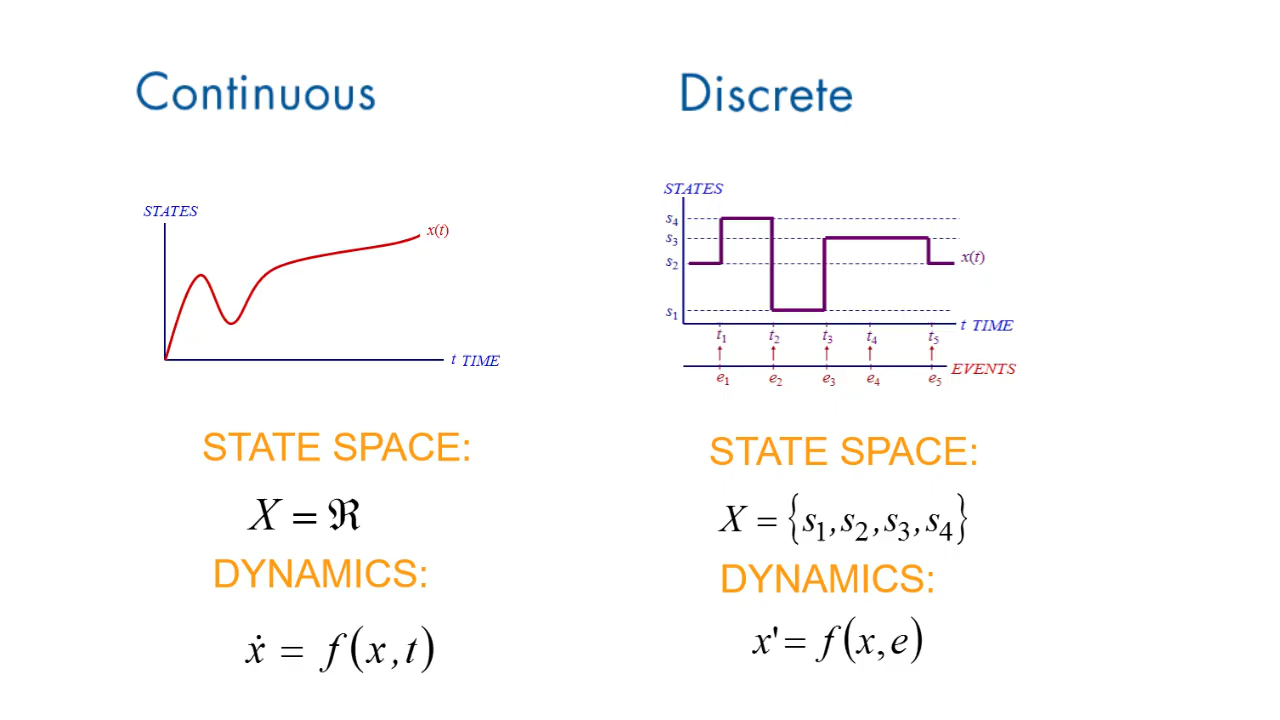 Continuous
STATES
x(t)
t TIME
STATE SPACE:
X = ℜ
DYNAMICS:
ẋ = f(x,t)
Discrete
STATES
s4
s3
s2
s1
x(t)
t TIME
t1 t2 t3 t4 t5
EVENTS
e1 e2 e3 e4 e5
STATE SPACE:
X = {s1,s2,s3,s4}
DYNAMICS:
x'= f(x,e)